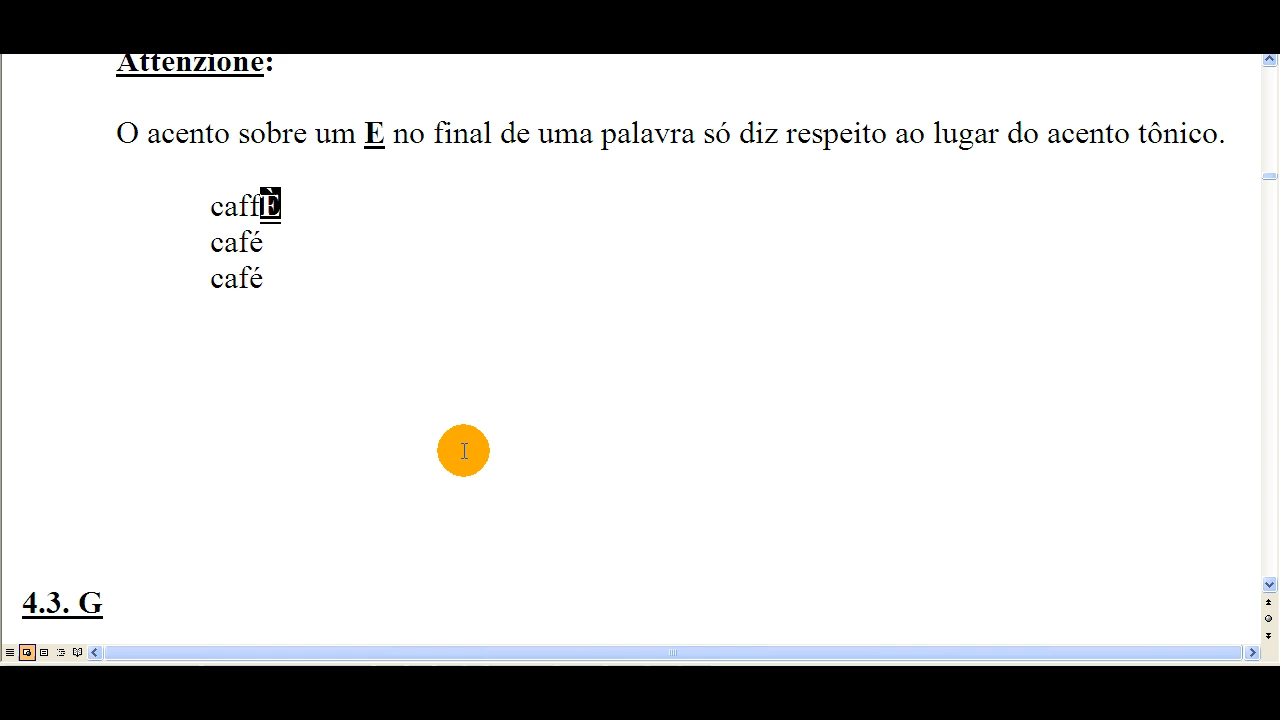 Attenzione:
O acento sobre um E no final de uma palavra só diz respeito ao lugar do acento tônico.
caffÈ
café
café
4.3. G